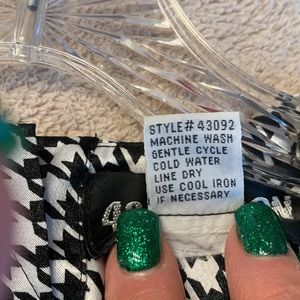 STYLE# 43092
MACHINE WASH
GENTLE CYCLE
COLD WATER
LINE DRY
USE COOL IRON
IF NECESSARY